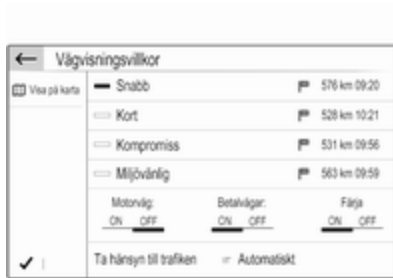 Vägvisningsvillkor
Visa på karta
Snabb 576 km 09:20
Kort 528 km 10:21
Kompromiss 531 km 09:56
Miljövänlig 563 km 09:59
Motorväg: Betalvägar: Färja
ON OFF ON OFF ON OFF
Ta hänsyn till trafiken Automatiskt